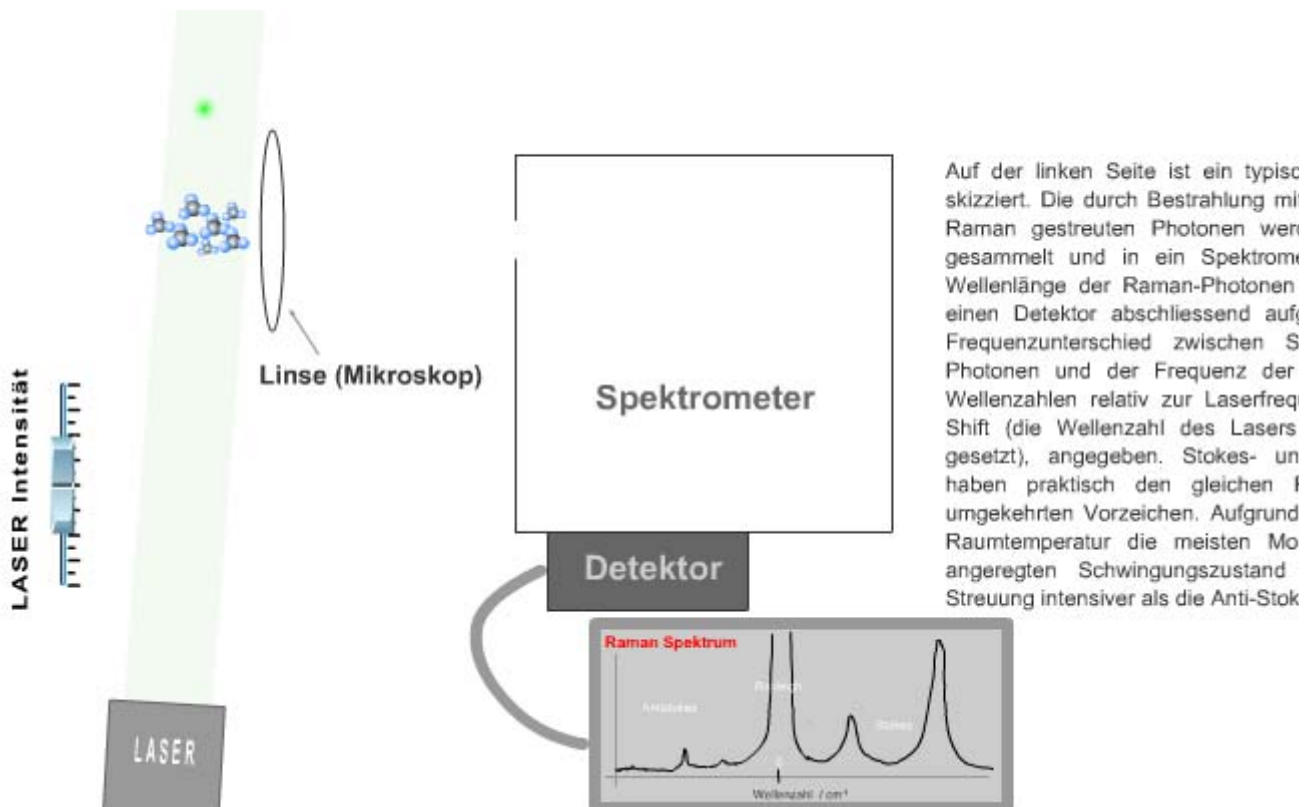 Auf der linken Seite ist ein typisc
skizziert. Die durch Bestrahlung mit
Raman gestreuten Photonen werd
gesammelt und in ein Spektrome
Wellenlänge der Raman-Photonen
einen Detektor abschliessend aufg
Frequenzunterschied zwischen S
Photonen und der Frequenz der
Wellenzahlen relativ zur Laserfrequ
Shift (die Wellenzahl des Lasers
gesetzt), angegeben. Stokes- un
haben praktisch den gleichen
umgekehrten Vorzeichen. Aufgrund
Raumtemperatur die meisten Mo
angeregten Schwingungszustand
Streuung intensiver als die Anti-Stok
Linse (Mikroskop)
LASER Intensität
Spektrometer
Detektor
LASER
Raman Spektrum
Rayleigh
Antistokes
Stokes
Wellenzahl / cm⁻¹